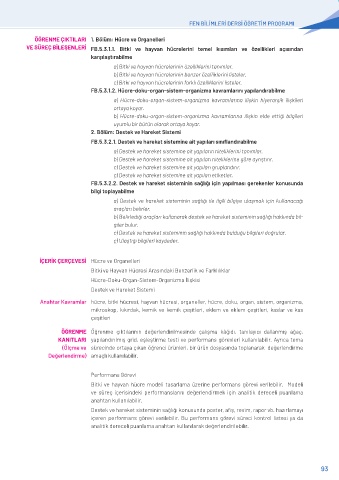 FEN BİLİMLERİ DERSİ ÖĞRETİM PROGRAMI
ÖĞRENME ÇIKTILARI VE SÜREÇ BİLEŞENLERİ
1. Bölüm: Hücre ve Organelleri
FB.5.3.1.1. Bitki ve hayvan hücrelerini temel kısımları ve özellikleri açısından
karşılaştırabilme
a) Bitki ve hayvan hücrelerinin özelliklerini tanımlar.
b) Bitki ve hayvan hücrelerinin benzer özelliklerini listeler.
c) Bitki ve hayvan hücrelerinin farklı özelliklerini listeler.
FB.5.3.1.2. Hücre-doku-organ-sistem-organizma kavramlarını yapılandırabilme
a) Hücre-doku-organ-sistem-organizma kavramlarına ilişkin hiyerarşik ilişkileri
ortaya koyar.
b) Hücre-doku-organ-sistem-organizma kavramlarına ilişkin elde ettiği bilgileri
uyumlu bir bütün olarak ortaya koyar.
2. Bölüm: Destek ve Hareket Sistemi
FB.5.3.2.1. Destek ve hareket sistemine ait yapıları sınıflandırabilme
a) Destek ve hareket sistemine ait yapıların niteliklerini tanımlar.
b) Destek ve hareket sistemine ait yapıları niteliklerine göre ayrıştırır.
c) Destek ve hareket sistemine ait yapıları gruplandırır.
ç) Destek ve hareket sistemine ait yapıları etiketler.
FB.5.3.2.2. Destek ve hareket sisteminin sağlığı için yapılması gerekenler konusunda
bilgi toplayabilme
a) Destek ve hareket sisteminin sağlığı ile ilgili bilgiye ulaşmak için kullanacağı
araçları belirler.
b) Belirlediği araçları kullanarak destek ve hareket sisteminin sağlığı hakkında bil-
giler bulur.
c) Destek ve hareket sisteminin sağlığı hakkında bulduğu bilgileri doğrular.
ç) Ulaştığı bilgileri kaydeder.
İÇERİK ÇERÇEVESİ
Hücre ve Organelleri
Bitki ve Hayvan Hücresi Arasındaki Benzerlik ve Farklılıklar
Hücre-Doku-Organ-Sistem-Organizma İlişkisi
Destek ve Hareket Sistemi
Anahtar Kavramlar
hücre, bitki hücresi, hayvan hücresi, organeller, hücre, doku, organ, sistem, organizma,
mikroskop, kıkırdak, kemik ve kemik çeşitleri, eklem ve eklem çeşitleri, kaslar ve kas
çeşitleri
ÖĞRENME KANITLARI (Ölçme ve Değerlendirme)
Öğrenme çıktılarının değerlendirilmesinde çalışma kâğıdı, tanılayıcı dallanmış ağaç,
yapılandırılmış grid, eşleştirme testi ve performans görevleri kullanılabilir. Ayrıca tema
sürecinde ortaya çıkan öğrenci ürünleri, bir ürün dosyasında toplanarak değerlendirme
amaçlı kullanılabilir.
Performans Görevi
Bitki ve hayvan hücre modeli tasarlama üzerine performans görevi verilebilir. Modeli
ve süreç içerisindeki performanslarını değerlendirmek için analitik dereceli puanlama
anahtarı kullanılabilir.
Destek ve hareket sisteminin sağlığı konusunda poster, afiş, resim, rapor vb. hazırlamayı
içeren performans görevi verilebilir. Bu performans görevi süreci kontrol listesi ya da
analitik dereceli puanlama anahtarı kullanılarak değerlendirilebilir.
93